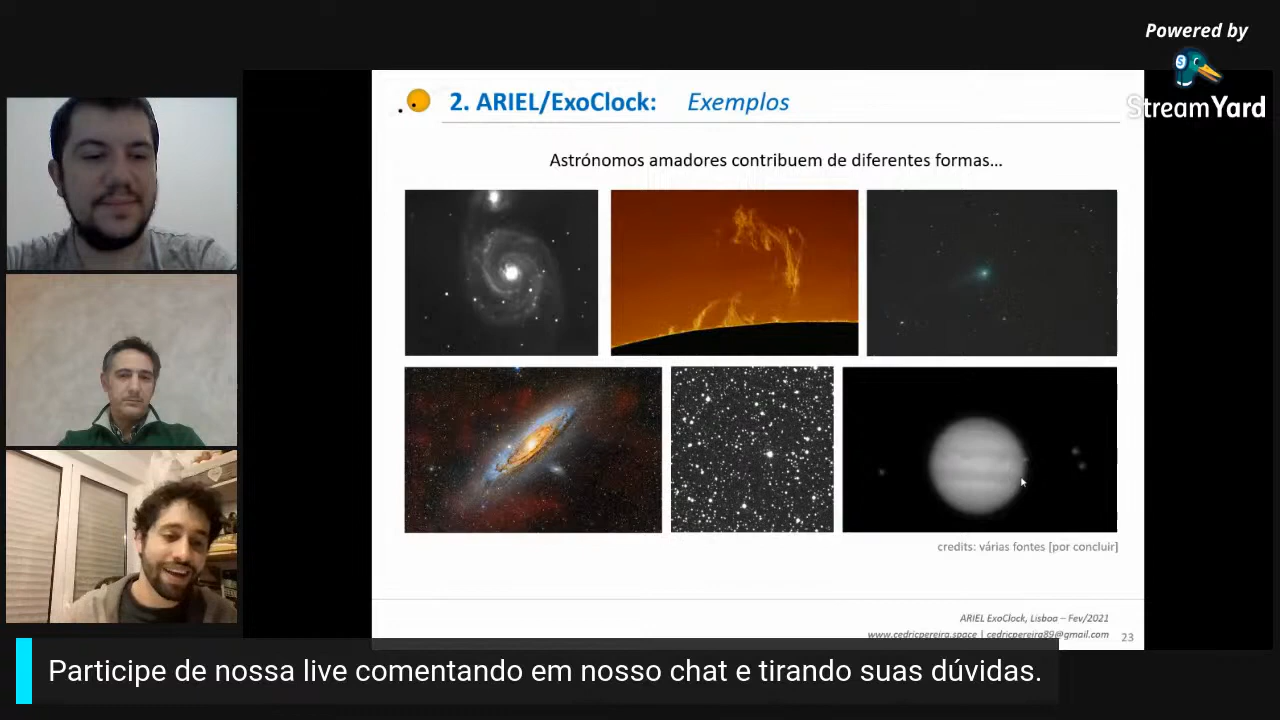 Powered by
StreamYard
2. ARIEL/ExoClock: Exemplos
Astrónomos amadores contribuem de diferentes formas...
credits: várias fontes [por concluir]
ARIEL ExoClock, Lisboa – Fev/2021
www.cedricpereira.space | cedricpereira89@gmail.com
23
Participe de nossa live comentando em nosso chat e tirando suas dúvidas.